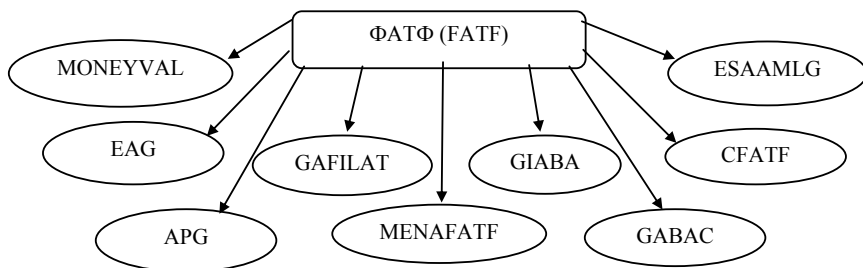 ФАТФ (FATF)
MONEYVAL
ESAAMLG
EAG
GAFILAT
GIABA
CFATF
APG
MENAFATF
GABAC